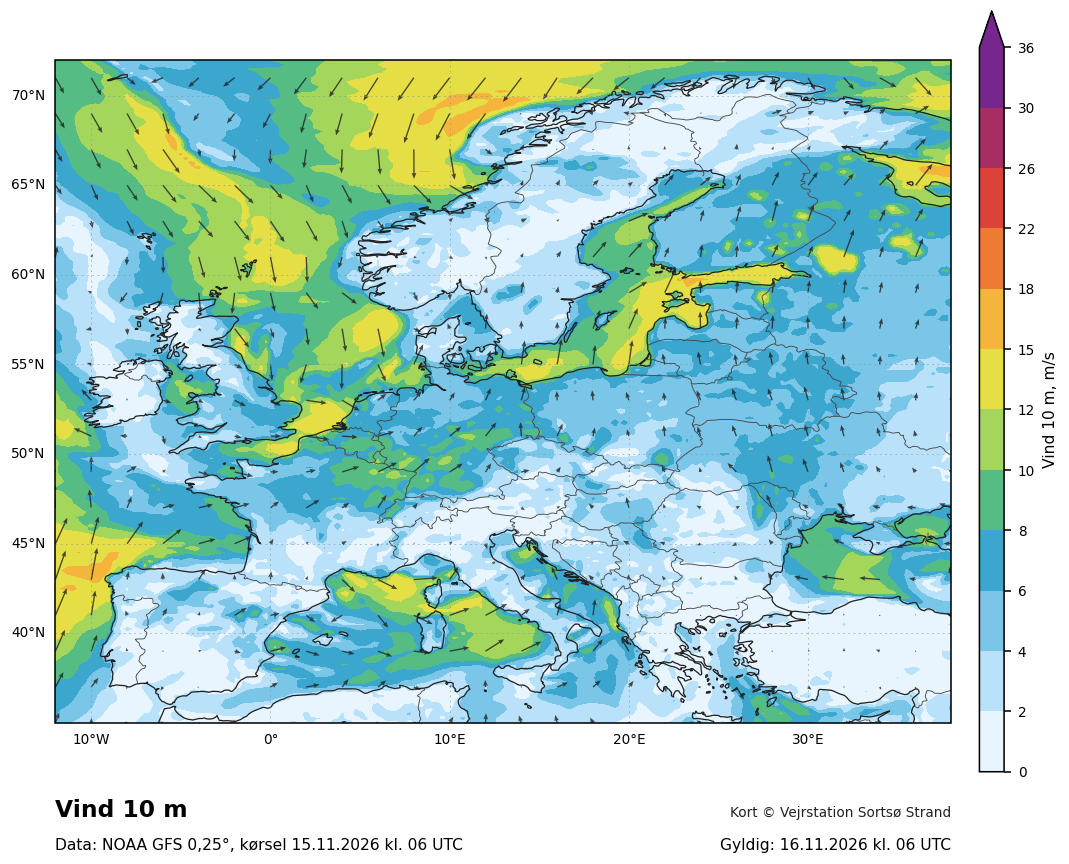 36
30
26
22
18
15
12
10
8
6
4
2
0
Vind 10 m, m/s
70°N
65°N
60°N
55°N
50°N
45°N
40°N
10°W
0°
10°E
20°E
30°E
Vind 10 m
Kort © Vejrstation Sortsø Strand
Data: NOAA GFS 0,25°, kørsel 15.11.2026 kl. 06 UTC
Gyldig: 16.11.2026 kl. 06 UTC